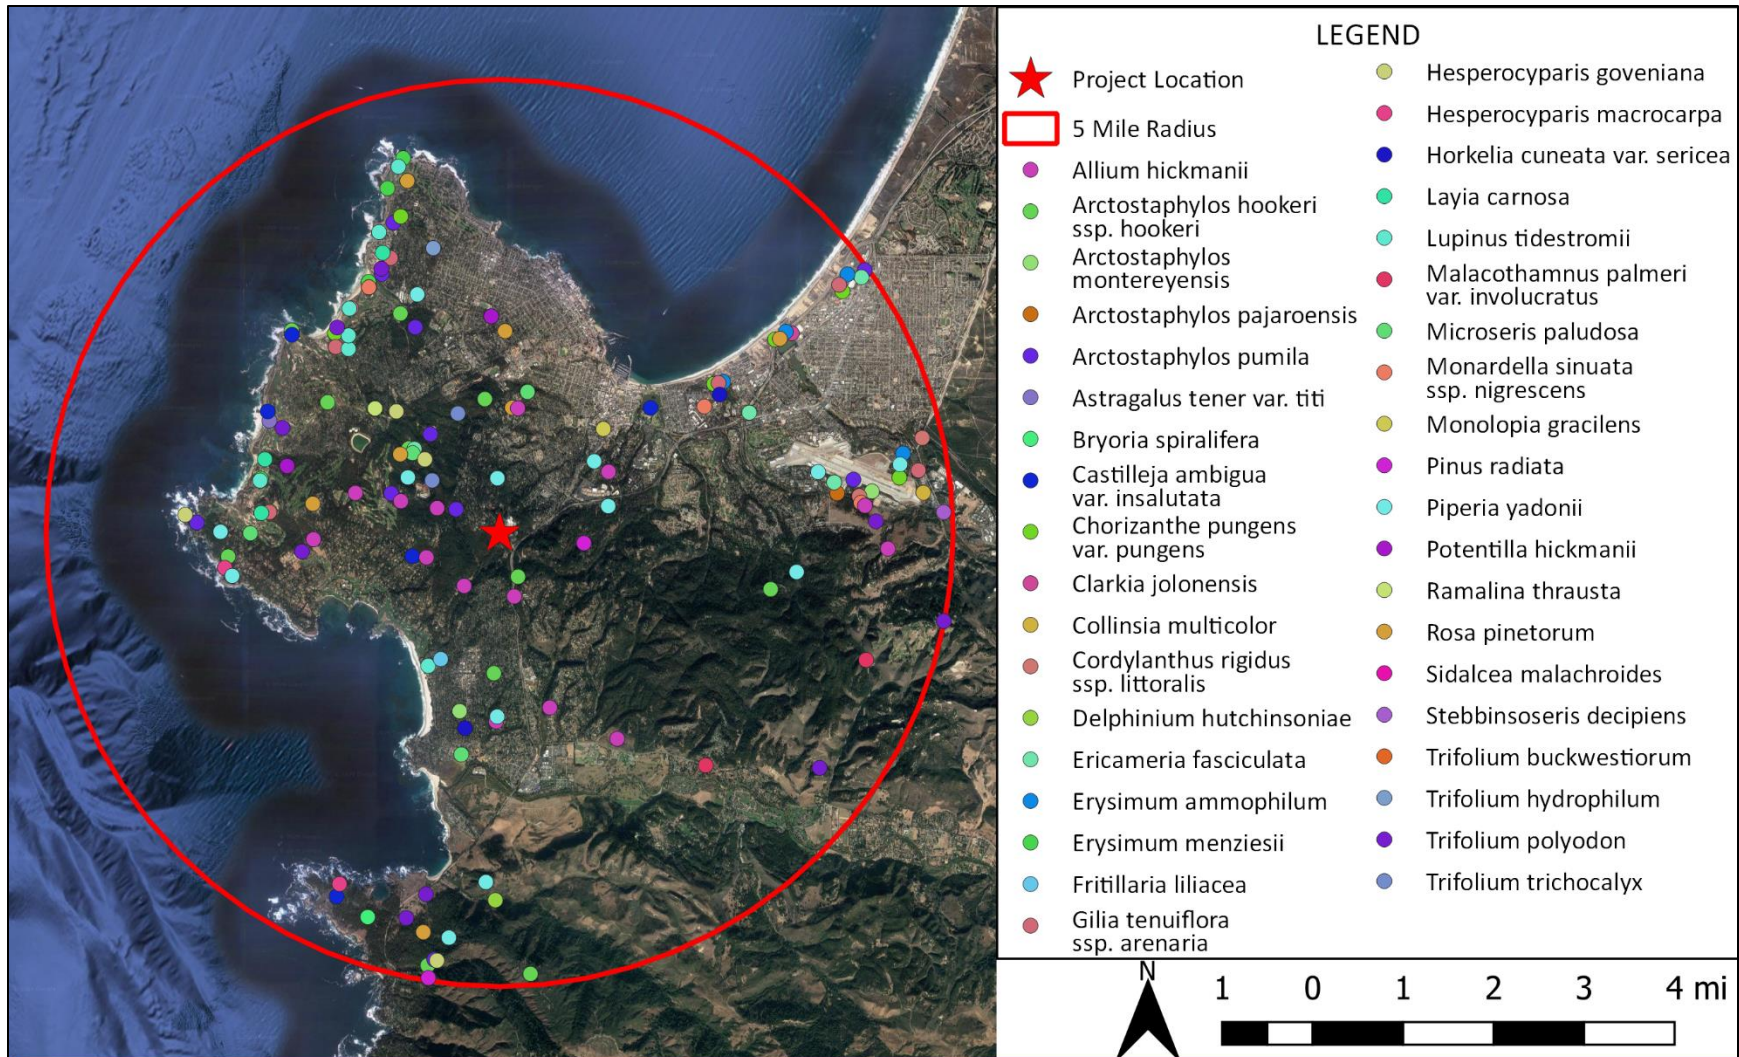 LEGEND
Project Location
5 Mile Radius
Allium hickmanii
Arctostaphylos hookeri
ssp. hookeri
Arctostaphylos
montereyensis
Arctostaphylos pajaroensis
Arctostaphylos pumila
Astragalus tener var. titi
Bryoria spiralifera
Castilleja ambigua
var. insalutata
Chorizanthe pungens
var. pungens
Clarkia jolonensis
Collinsia multicolor
Cordylanthus rigidus
ssp. littoralis
Delphinium hutchinsoniae
Ericameria fasciculata
Erysimum ammophilum
Erysimum menziesii
Fritillaria liliacea
Gilia tenuiflora
ssp. arenaria
Hesperocyparis goveniana
Hesperocyparis macrocarpa
Horkelia cuneata var. sericea
Layia carnosa
Lupinus tidestromii
Malacothamnus palmeri
var. involucratus
Microseris paludosa
Monardella sinuata
ssp. nigrescens
Monolopia gracilens
Pinus radiata
Piperia yadonii
Potentilla hickmanii
Ramalina thrausta
Rosa pinetorum
Sidalcea malachroides
Stebbinsoseris decipiens
Trifolium buckwestiorum
Trifolium hydrophilum
Trifolium polyodon
Trifolium trichocalyx
N
1 0 1 2 3 4 mi